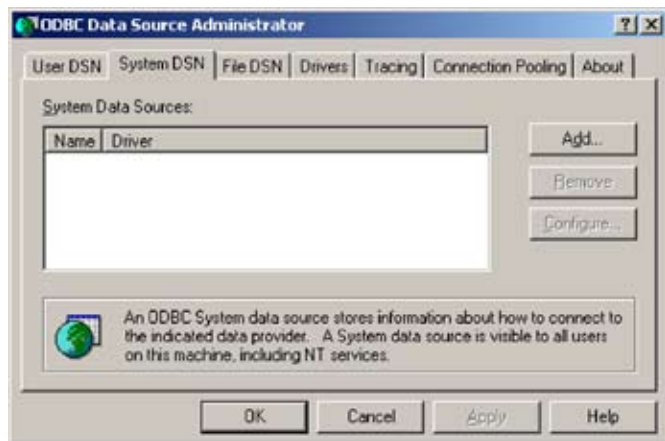 ODBC Data Source Administrator
User DSN System DSN File DSN Drivers Tracing Connection Pooling About
System Data Sources:
Name Driver
Add...
Remove
Configure...
An ODBC System data source stores information about how to connect to
the indicated data provider. A System data source is visible to all users
on this machine, including NT services.
OK Cancel Apply Help